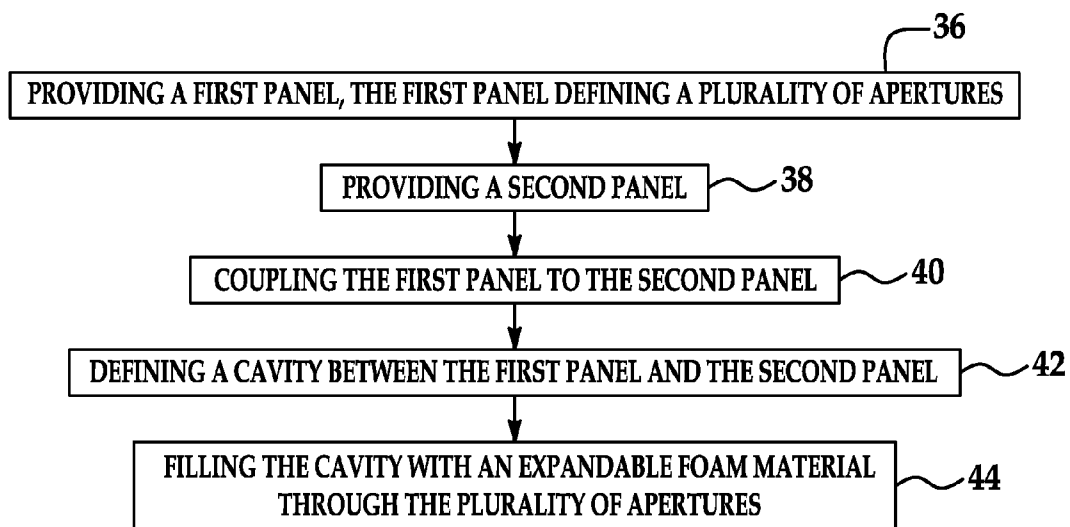 36
PROVIDING A FIRST PANEL, THE FIRST PANEL DEFINING A PLURALITY OF APERTURES
PROVIDING A SECOND PANEL
38
COUPLING THE FIRST PANEL TO THE SECOND PANEL
40
DEFINING A CAVITY BETWEEN THE FIRST PANEL AND THE SECOND PANEL
42
FILLING THE CAVITY WITH AN EXPANDABLE FOAM MATERIAL
THROUGH THE PLURALITY OF APERTURES
44